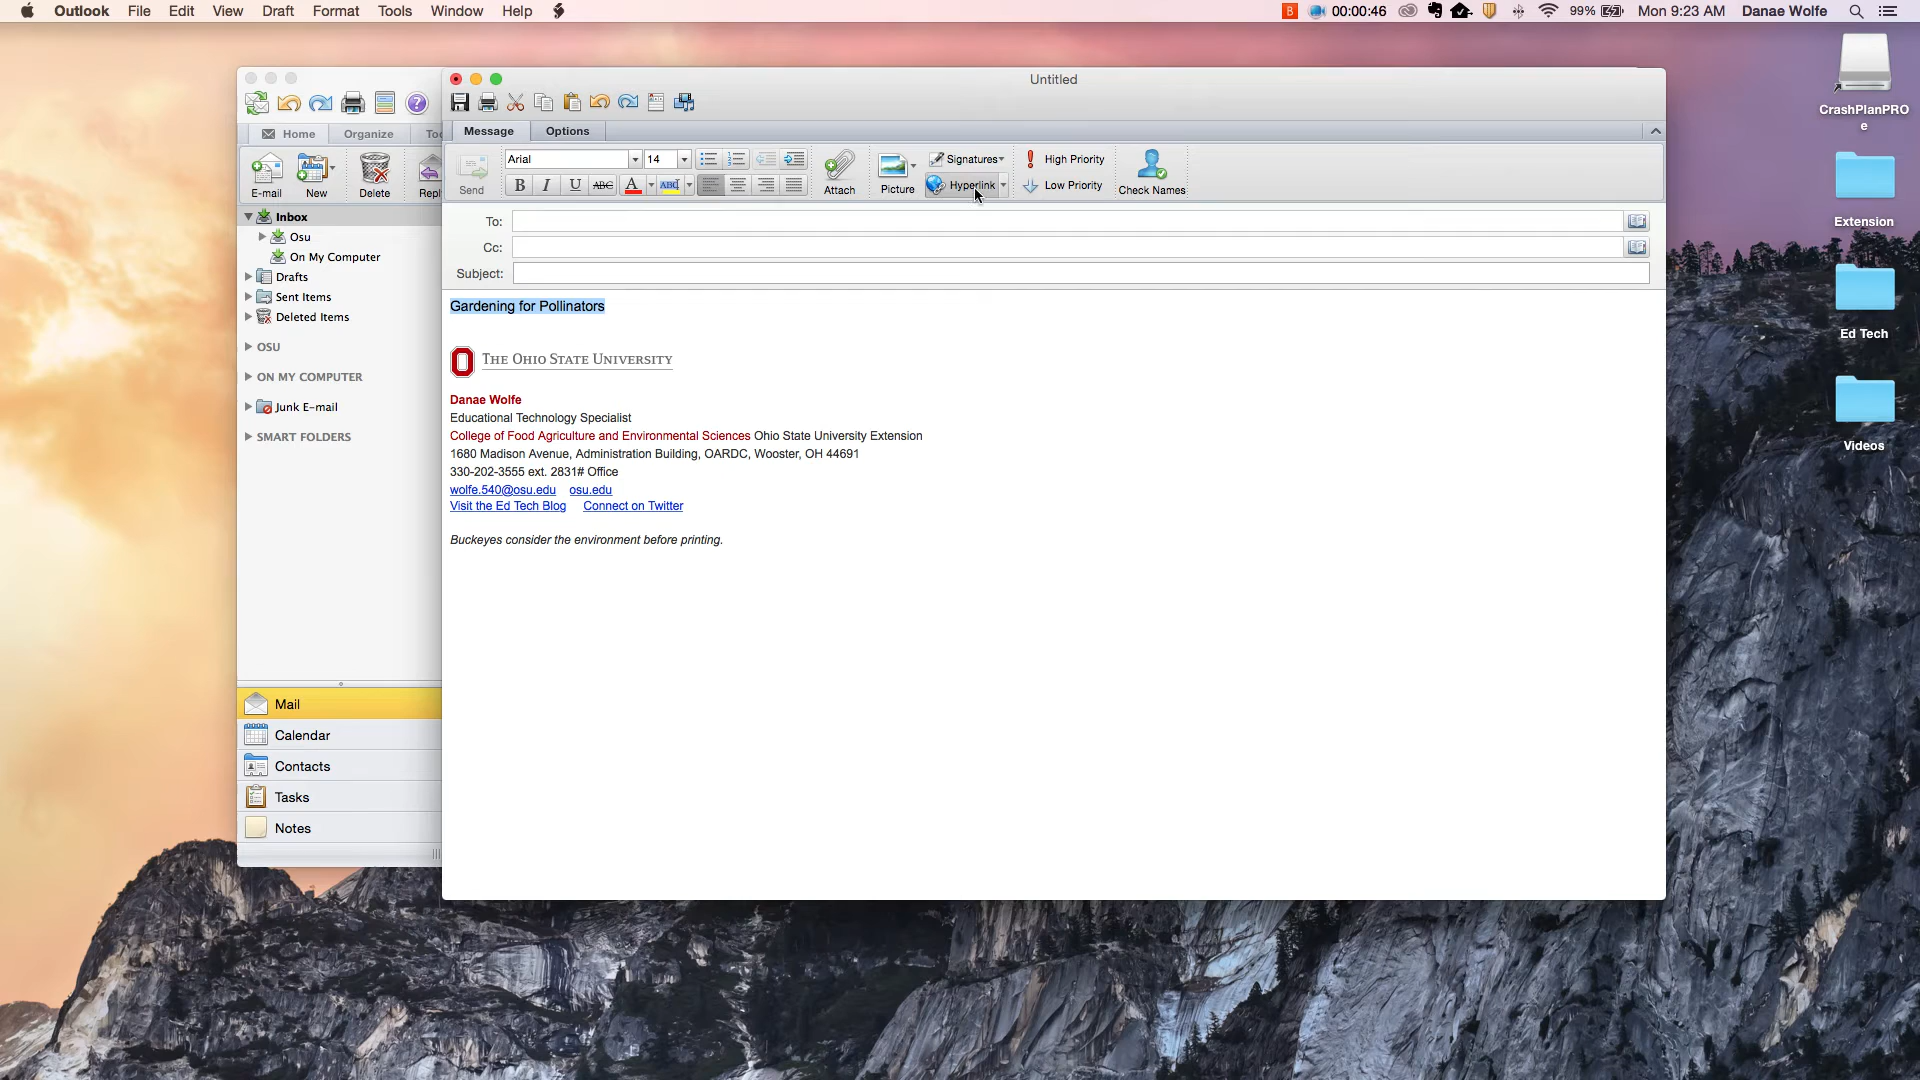 Outlook File Edit View Draft Format Tools Window Help
B 00:00:46 99% Mon 9:23 AM Danae Wolfe
Untitled
Message Options
Home Organize
E-mail New Delete
Send
Arial 14
B I U ABC A ABC
Attach
Picture
Signatures
Hyperlink
High Priority
Low Priority
Check Names
To:
Cc:
Subject:
Inbox
Osu
On My Computer
Drafts
Sent Items
Deleted Items
OSU
ON MY COMPUTER
Junk E-mail
SMART FOLDERS
Mail
Calendar
Contacts
Tasks
Notes
Gardening for Pollinators
THE OHIO STATE UNIVERSITY
Danae Wolfe
Educational Technology Specialist
College of Food Agriculture and Environmental Sciences Ohio State University Extension
1680 Madison Avenue, Administration Building, OARDC, Wooster, OH 44691
330-202-3555 ext. 2831# Office
wolfe.540@osu.edu osu.edu
Visit the Ed Tech Blog Connect on Twitter
Buckeyes consider the environment before printing.
CrashPlanPRO
e
Extension
Ed Tech
Videos